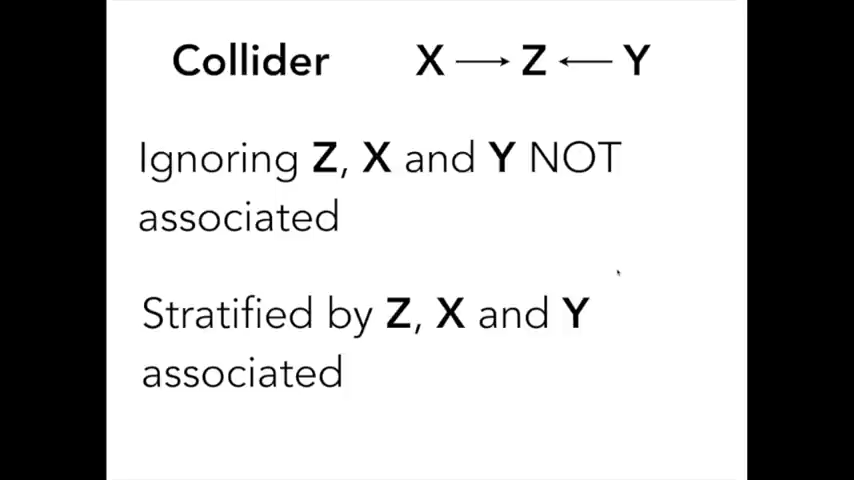 Collider X → Z ← Y
Ignoring Z, X and Y NOT
associated
Stratified by Z, X and Y
associated